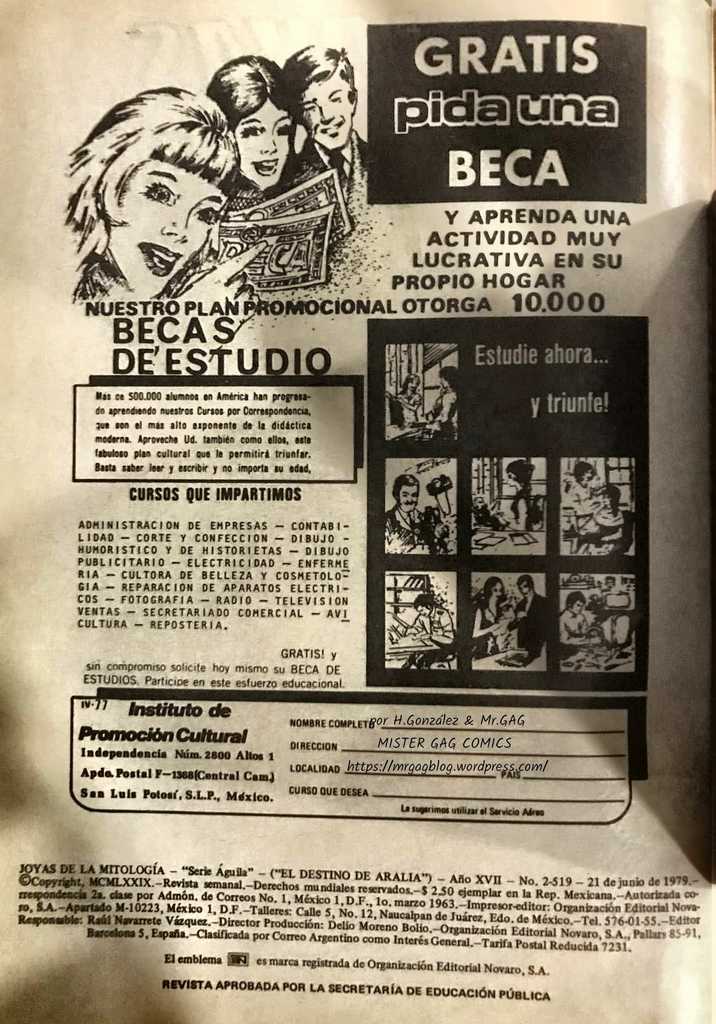 GRATIS
pida una
BECA
Y APRENDA UNA
ACTIVIDAD MUY
LUCRATIVA EN SU
PROPIO HOGAR
NUESTRO PLAN PROMOCIONAL OTORGA 10.000
BECAS
DE ESTUDIO
Más de 500.000 alumnos en América han progresa-
do aprendiendo nuestros Cursos por Correspondencia,
que son el más alto exponente de la didáctica
moderna. Aproveche Ud. también como ellos, este
fabuloso plan cultural que le permitirá triunfar.
Basta saber leer y escribir y no importa su edad,
Estudie ahora...
y triunfe!
CURSOS QUE IMPARTIMOS
ADMINISTRACION DE EMPRESAS — CONTABI-
LIDAD — CORTE Y CONFECCION — DIBUJO -
HUMORISTICO Y DE HISTORIETAS — DIBUJO
PUBLICITARIO — ELECTRICIDAD — ENFERME
RIA — CULTORA DE BELLEZA Y COSMETOLO-
GIA — REPARACION DE APARATOS ELECTRI-
COS — FOTOGRAFIA — RADIO — TELEVISION
VENTAS — SECRETARIADO COMERCIAL — AVI
CULTURA — REPOSTERIA.
GRATIS! y
sin compromiso solicite hoy mismo su BECA DE
ESTUDIOS. Participe en este esfuerzo educacional.
IV-77 Instituto de
Promoción Cultural
Independencia Núm. 2800 Altos 1
Apdo. Postal F-1368 (Central Cam.)
San Luis Potosí, S.L.P., México.
NOMBRE COMPLETO por H.González & Mr.GAG
DIRECCION MISTER GAG COMICS
LOCALIDAD https://mrgagblog.wordpress.com/ PAIS
CURSO QUE DESEA
Le sugerimos utilizar el Servicio Aéreo
JOYAS DE LA MITOLOGÍA – "Serie Águila" – ("EL DESTINO DE ARALIA") – Año XVII – No. 2-519 – 21 de junio de 1979.–
©Copyright, MCMLXXIX.–Revista semanal.–Derechos mundiales reservados.–$ 2.50 ejemplar en la Rep. Mexicana.–Autorizada co-
rrespondencia 2a. clase por Admón. de Correos No. 1, México 1, D.F., 1o. marzo 1963.–Impresor-editor: Organización Editorial Nova-
ro, S.A.–Apartado M-10223, México 1, D.F.–Talleres: Calle 5, No. 12, Naucalpan de Juárez, Edo. de México.–Tel. 576-01-55.–Editor
Responsable: Raúl Navarrete Vázquez.–Director Producción: Delio Moreno Bolio.–Organización Editorial Novaro, S.A., Pallars 85-91,
Barcelona 5, España.–Clasificada por Correo Argentino como Interés General.–Tarifa Postal Reducida 7231.
El emblema es marca registrada de Organización Editorial Novaro, S.A.
REVISTA APROBADA POR LA SECRETARÍA DE EDUCACIÓN PÚBLICA